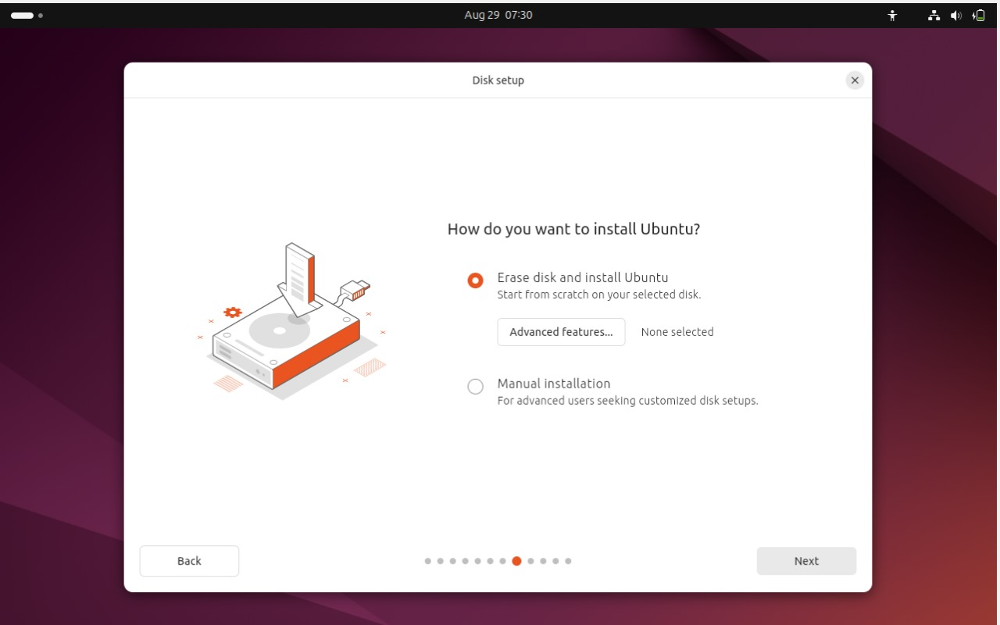 Aug 29 07:30
Disk setup
How do you want to install Ubuntu?
Erase disk and install Ubuntu
Start from scratch on your selected disk.
Advanced features... None selected
Manual installation
For advanced users seeking customized disk setups.
Back Next